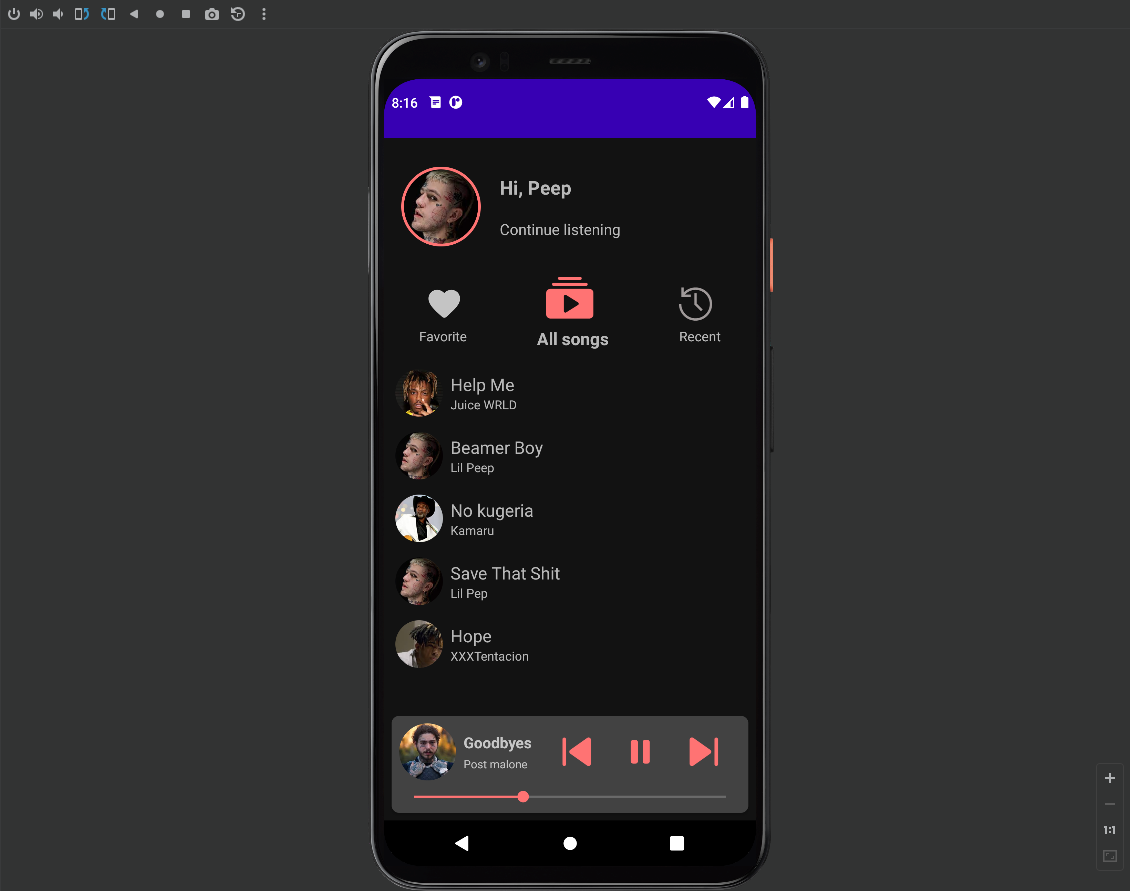 8:16
Hi, Peep
Continue listening
Favorite
All songs
Recent
Help Me
Juice WRLD
Beamer Boy
Lil Peep
No kugeria
Kamaru
Save That Shit
Lil Pep
Hope
XXXTentacion
Goodbyes
Post malone
1:1